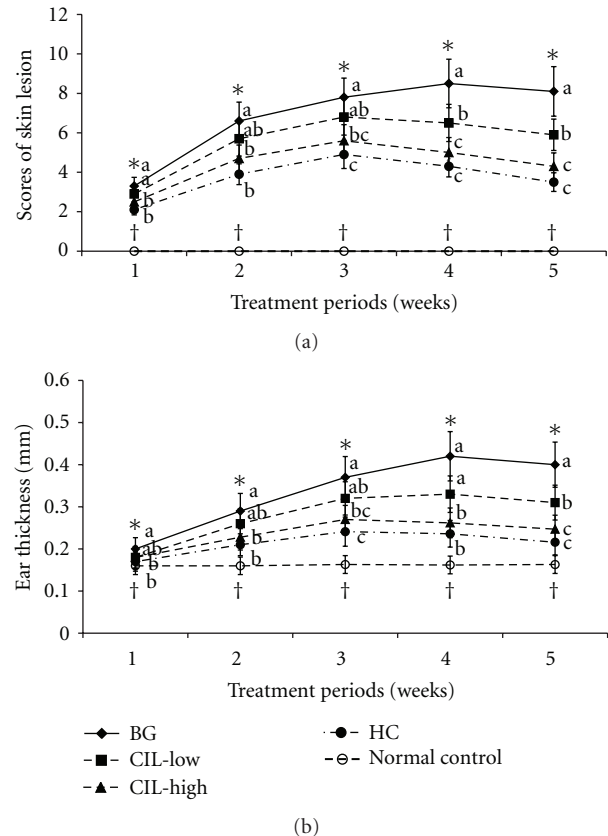 12
10
8
6
4
2
0
Scores of skin lesion
* * * * *
a a a a a
a ab ab b b
b b bc c c
b b c c c
† † † † †
1 2 3 4 5
Treatment periods (weeks)
(a)
0.6
0.5
0.4
0.3
0.2
0.1
0
Ear thickness (mm)
* * * * *
a a a a a
ab ab ab ab b
b b bc b c
b b c b c
† † † † †
1 2 3 4 5
Treatment periods (weeks)
BG
CIL-low
CIL-high
HC
Normal control
(b)